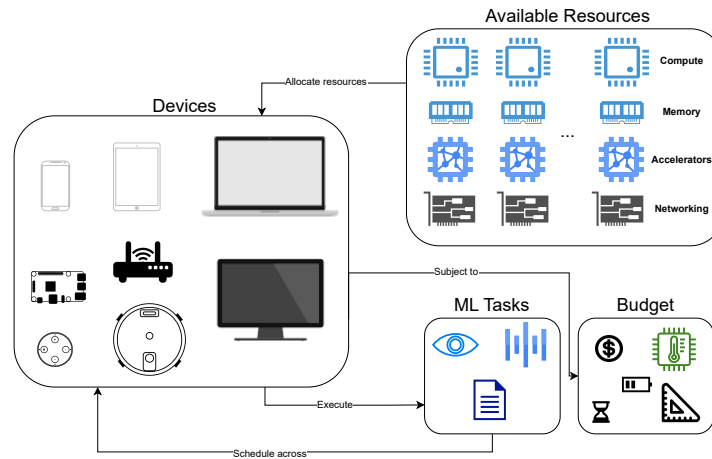 Available Resources
Compute
Allocate resources
Devices
Memory
...
Accelerators
Networking
Subject to
ML Tasks
Budget
$
Execute
Schedule across